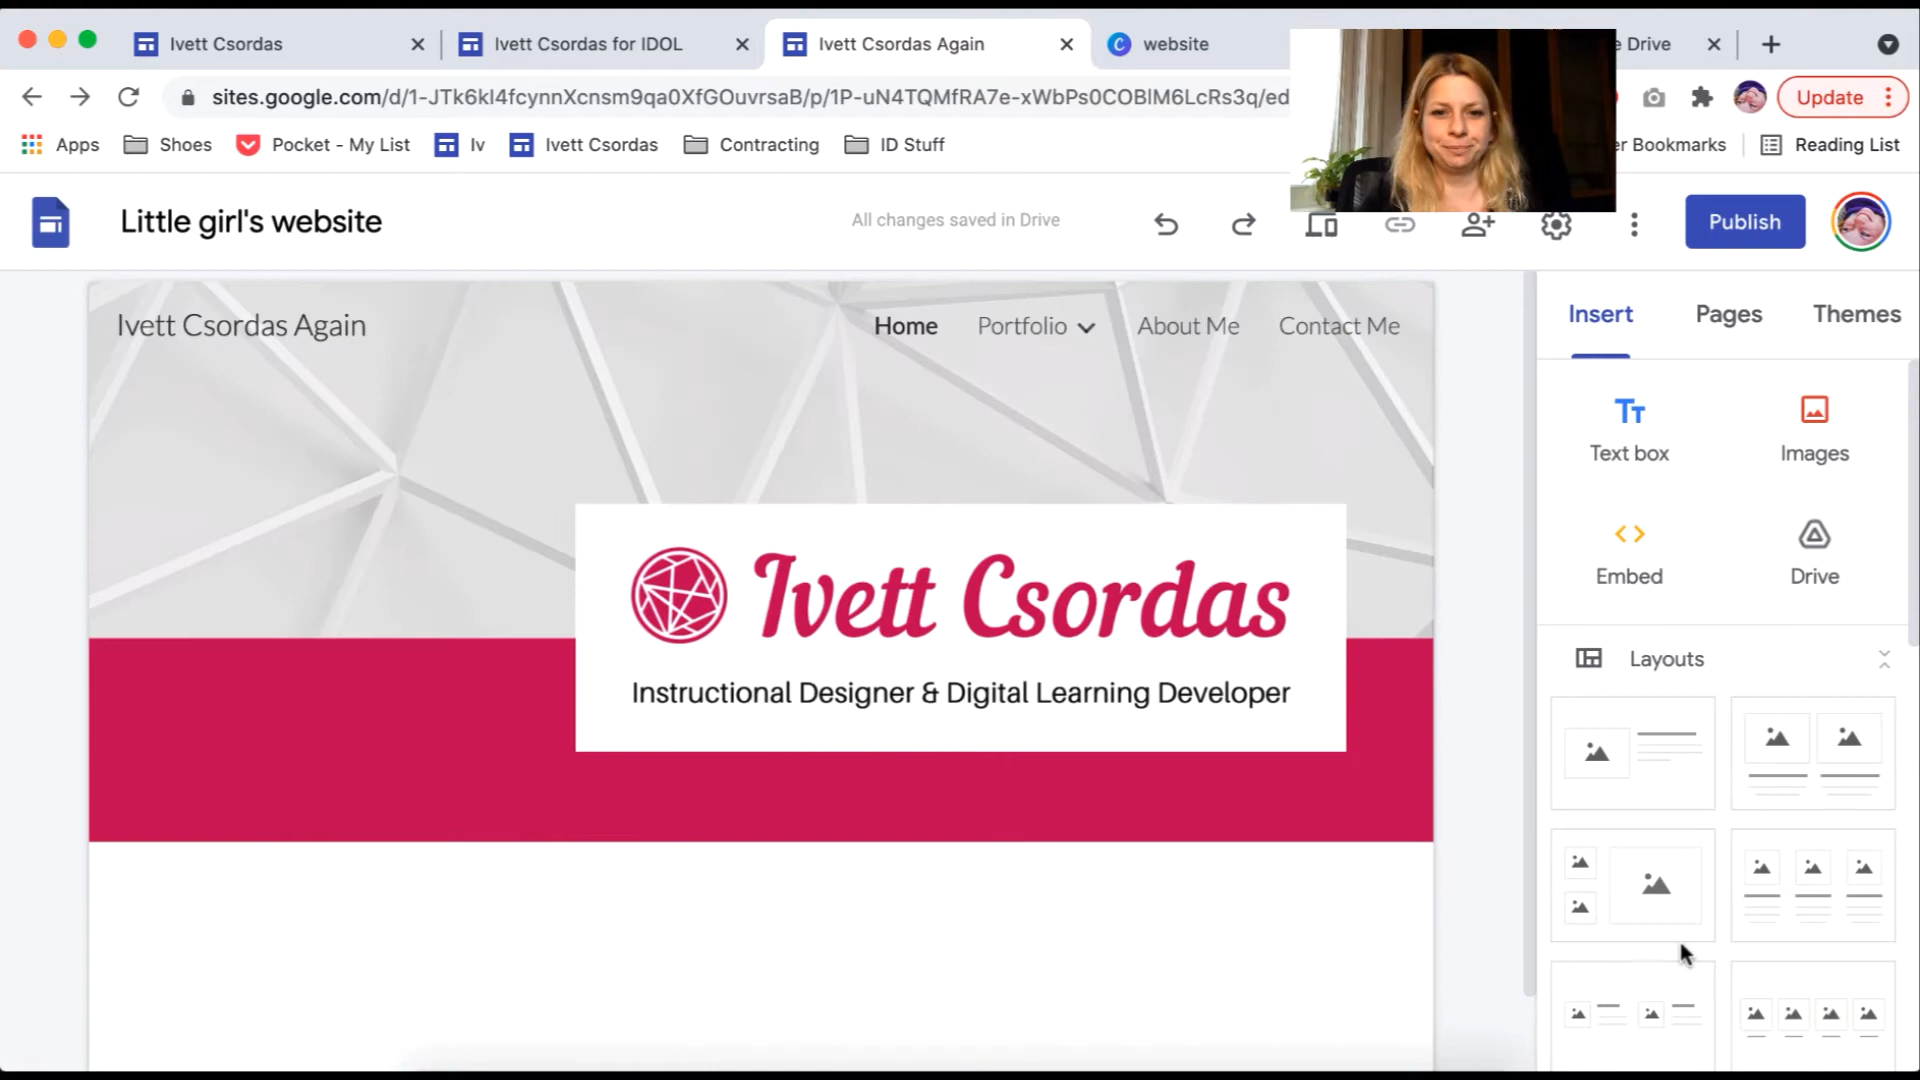 Ivett Csordas
Ivett Csordas for IDOL
Ivett Csordas Again
website
e Drive
sites.google.com/d/1-JTk6kI4fcynnXcnsm9qa0XfGOuvrsaB/p/1P-uN4TQMfRA7e-xWbPs0COBlM6LcRs3q/ed
Update
Apps
Shoes
Pocket - My List
Iv
Ivett Csordas
Contracting
ID Stuff
er Bookmarks
Reading List
Little girl's website
All changes saved in Drive
Publish
Ivett Csordas Again
Home
Portfolio
About Me
Contact Me
Insert
Pages
Themes
Tт
Text box
Images
Embed
Drive
Layouts
Ivett Csordas
Instructional Designer & Digital Learning Developer